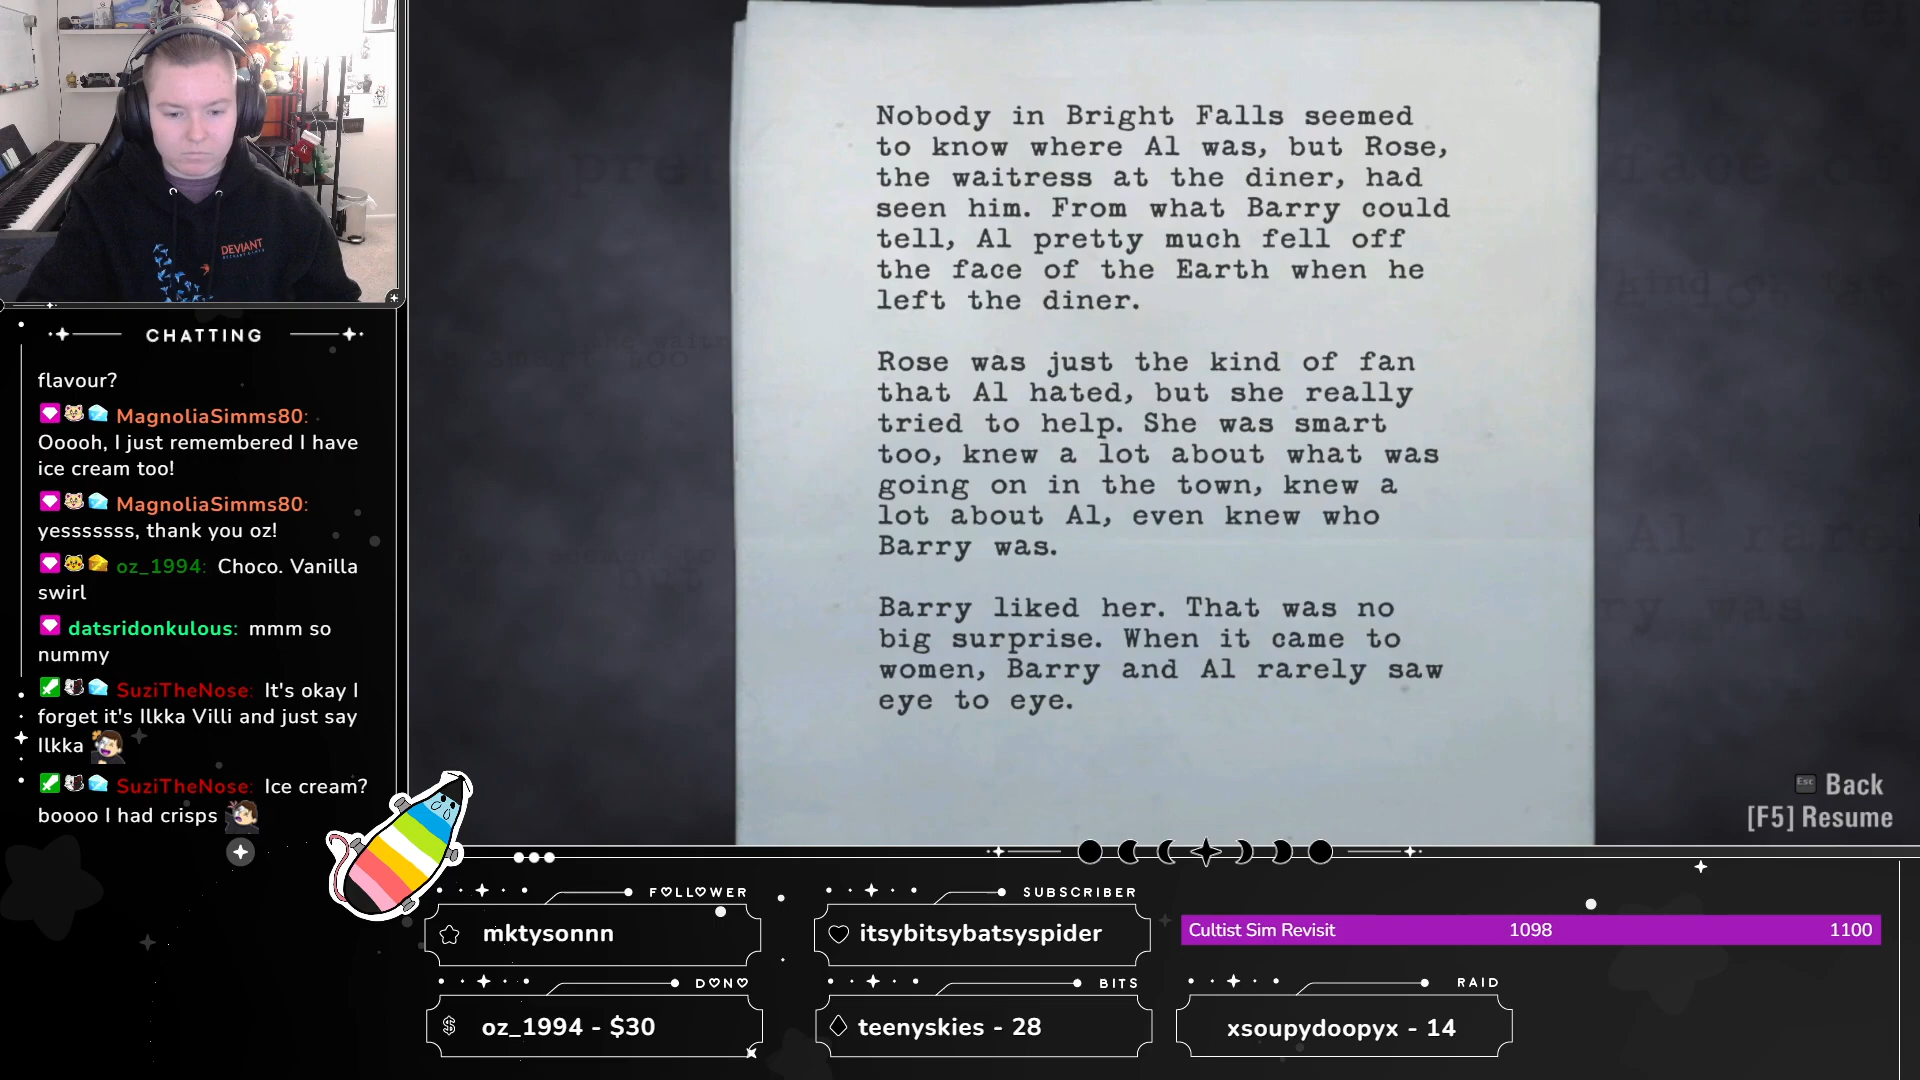 Nobody in Bright Falls seemed
to know where Al was, but Rose,
the waitress at the diner, had
seen him. From what Barry could
tell, Al pretty much fell off
the face of the Earth when he
left the diner.
Rose was just the kind of fan
that Al hated, but she really
tried to help. She was smart
too, knew a lot about what was
going on in the town, knew a
lot about Al, even knew who
Barry was.
Barry liked her. That was no
big surprise. When it came to
women, Barry and Al rarely saw
eye to eye.
Esc Back
[F5] Resume
DEVIANT
CHATTING
flavour?
MagnoliaSimms80:
Ooooh, I just remembered I have
ice cream too!
MagnoliaSimms80:
yesssssss, thank you oz!
oz_1994: Choco. Vanilla
swirl
datsridonkulous: mmm so
nummy
SuziTheNose: It's okay I
forget it's Ilkka Villi and just say
Ilkka
SuziTheNose: Ice cream?
boooo I had crisps
FOLLOWER
mktysonnn
SUBSCRIBER
itsybitsybatsyspider
Cultist Sim Revisit 1098 1100
DONO
oz_1994 - $30
BITS
teenyskies - 28
RAID
xsoupydoopyx - 14